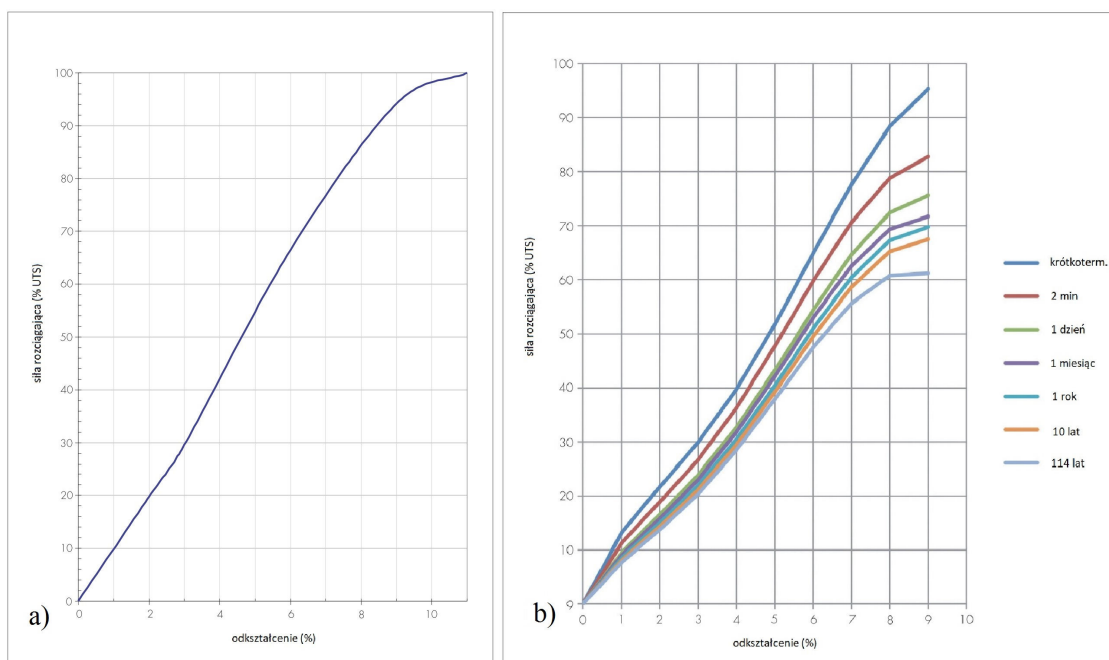 100
90
80
70
60
50
40
30
20
10
0
siła rozciągająca (% UTS)
0 2 4 6 8 10
odkształcenie (%)
a)
100
90
80
70
60
50
40
30
20
10
9
siła rozciągająca (% UTS)
0 1 2 3 4 5 6 7 8 9 10
odkształcenie (%)
b)
krótkoterm.
2 min
1 dzień
1 miesiąc
1 rok
10 lat
114 lat